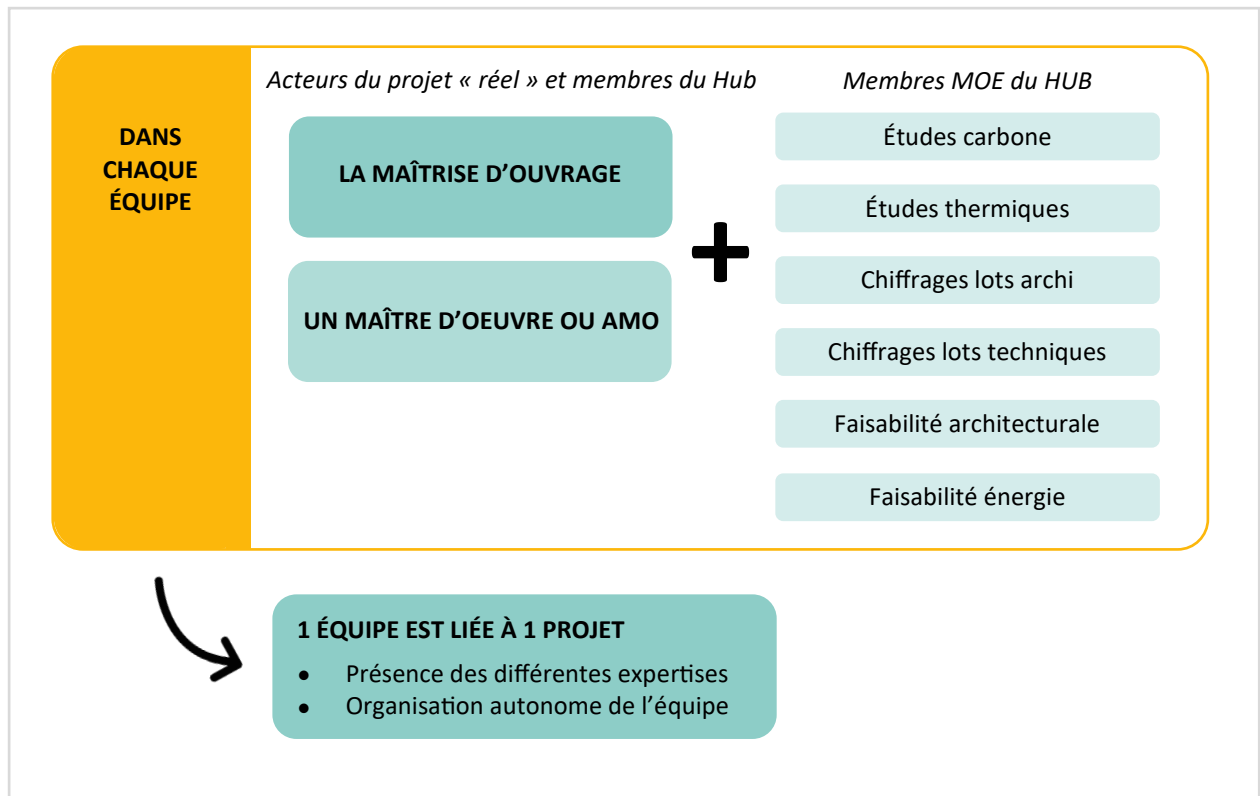 DANS
CHAQUE
ÉQUIPE
Acteurs du projet « réel » et membres du Hub
LA MAÎTRISE D’OUVRAGE
UN MAÎTRE D’OEUVRE OU AMO
+
Membres MOE du HUB
Études carbone
Études thermiques
Chiffrages lots archi
Chiffrages lots techniques
Faisabilité architecturale
Faisabilité énergie
1 ÉQUIPE EST LIÉE À 1 PROJET
• Présence des différentes expertises
• Organisation autonome de l’équipe